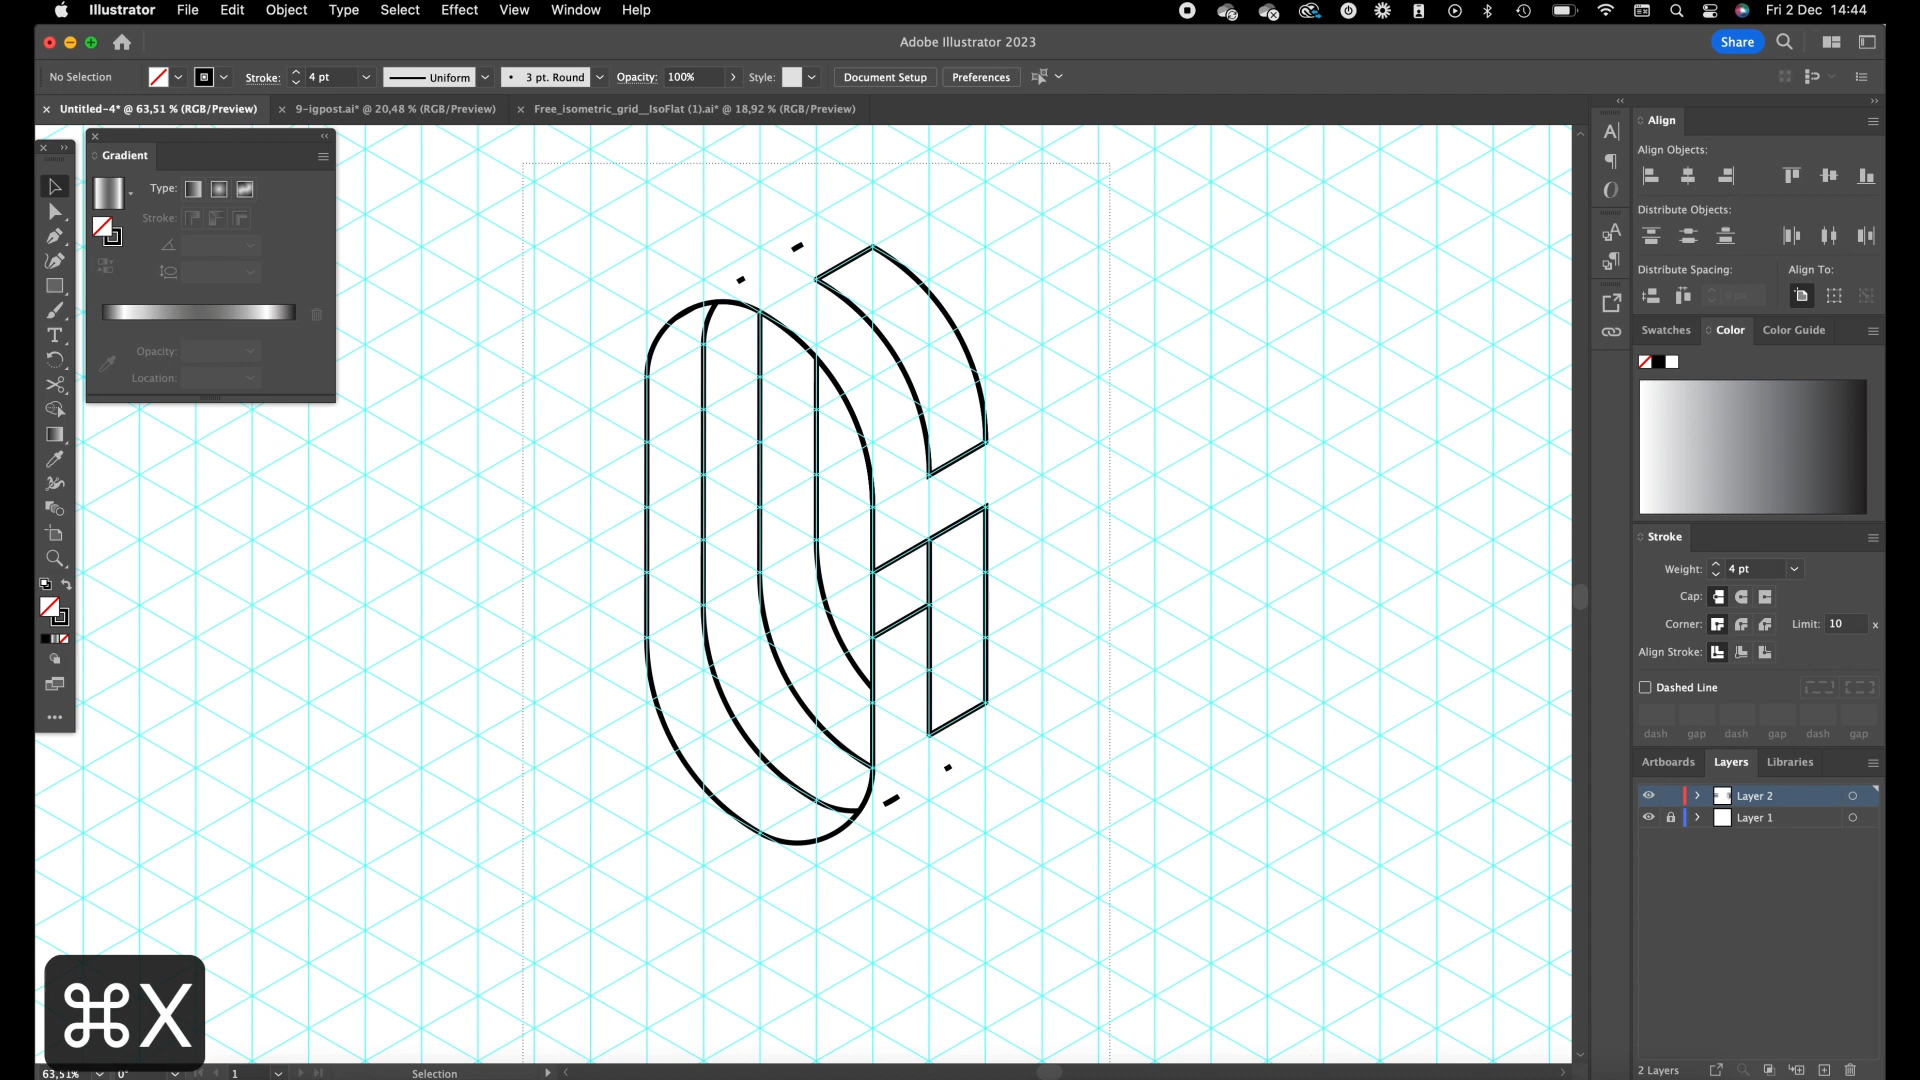 Illustrator File Edit Object Type Select Effect View Window Help Fri 2 Dec 14:44
Adobe Illustrator 2023 Share
No Selection Stroke: 4 pt Uniform 3 pt. Round Opacity: 100% Style: Document Setup Preferences
Untitled-4* @ 63,51 % (RGB/Preview) 9-igpost.ai* @ 20,48 % (RGB/Preview) Free_isometric_grid__IsoFlat (1).ai* @ 18,92 % (RGB/Preview)
Gradient
Type:
Stroke:
Opacity:
Location:
⌘X
63,51% 0° 1 Selection
Align
Align Objects:
Distribute Objects:
Distribute Spacing: Align To:
Swatches Color Color Guide
Stroke
Weight: 4 pt
Cap:
Corner: Limit: 10 x
Align Stroke:
Dashed Line
dash gap dash gap dash gap
Artboards Layers Libraries
Layer 2
Layer 1
2 Layers